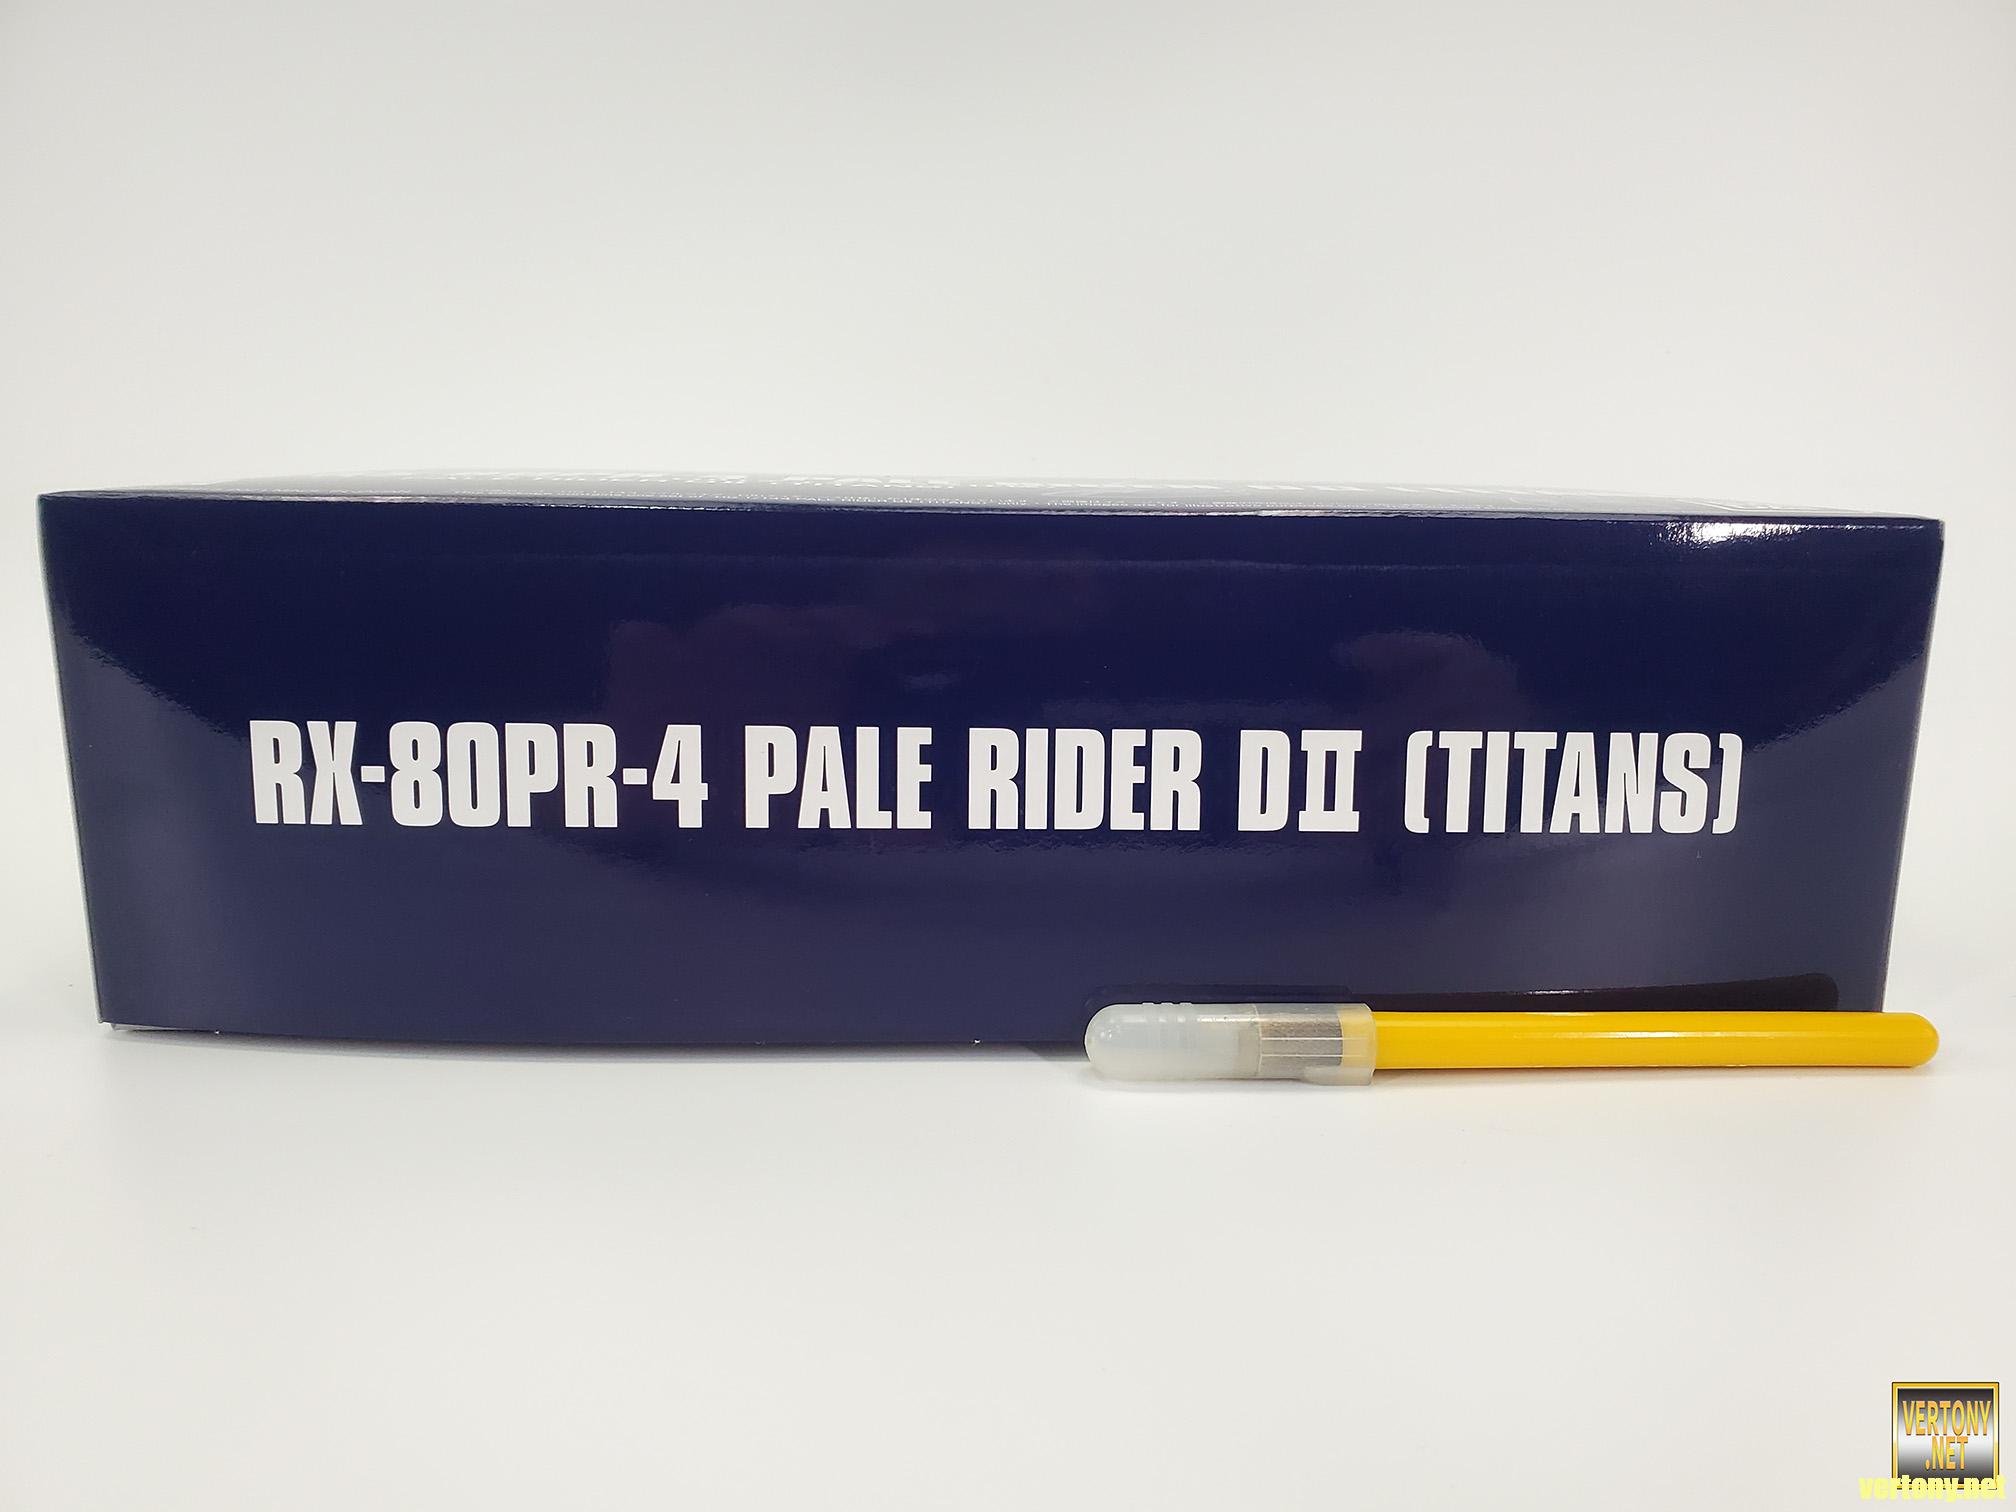 RX-80PR-4 PALE RIDER DⅡ (TITANS)
VERTONY
.NET
vertony.net